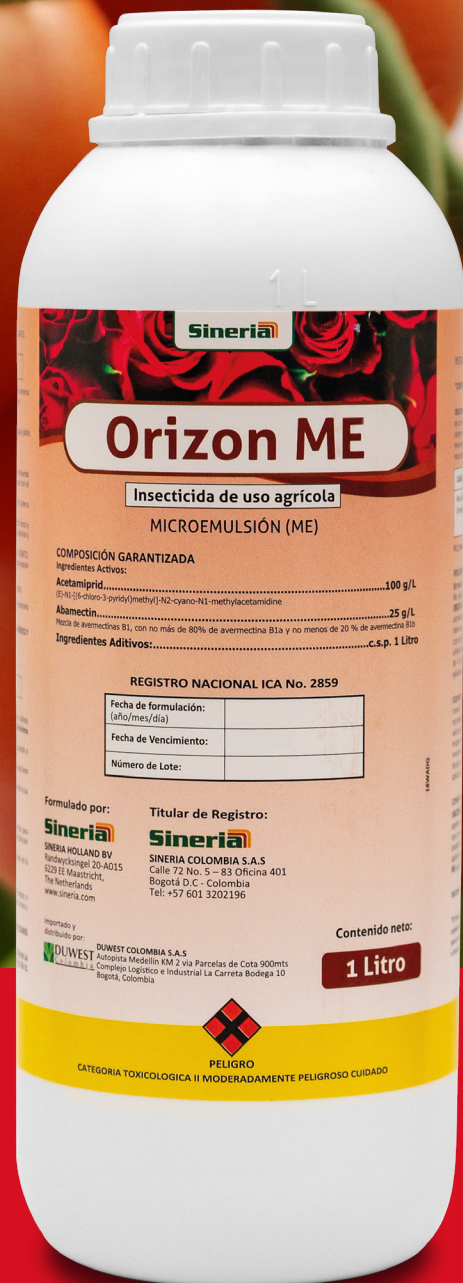 1 L
Sineria
Orizon ME
Insecticida de uso agrícola
MICROEMULSIÓN (ME)
COMPOSICIÓN GARANTIZADA
Ingredientes Activos:
Acetamiprid......................................................................100 g/L
(E)-N1-[(6-chloro-3-pyridyl)methyl]-N2-cyano-N1-methylacetamidine
Abamectin.........................................................................25 g/L
Mezcla de avermectinas B1, con no más de 80% de avermectina B1a y no menos de 20 % de avermectina B1b
Ingredientes Aditivos:......................................................c.s.p. 1 Litro
REGISTRO NACIONAL ICA No. 2859
Fecha de formulación:
(año/mes/día)
Fecha de Vencimiento:
Número de Lote:
18WADG
Formulado por:
Sineria
SINERIA HOLLAND BV
Randwycksingel 20-A015
6229 EE Maastricht,
The Netherlands
www.sineria.com
Titular de Registro:
Sineria
SINERIA COLOMBIA S.A.S
Calle 72 No. 5 – 83 Oficina 401
Bogotá D.C - Colombia
Tel: +57 601 3202196
Importado y
distribuido por:
DUWEST
Colombia
DUWEST COLOMBIA S.A.S
Autopista Medellín KM 2 via Parcelas de Cota 900mts
Complejo Logístico e Industrial La Carreta Bodega 10
Bogotá, Colombia
Contenido neto:
1 Litro
PELIGRO
CATEGORIA TOXICOLOGICA II MODERADAMENTE PELIGROSO CUIDADO